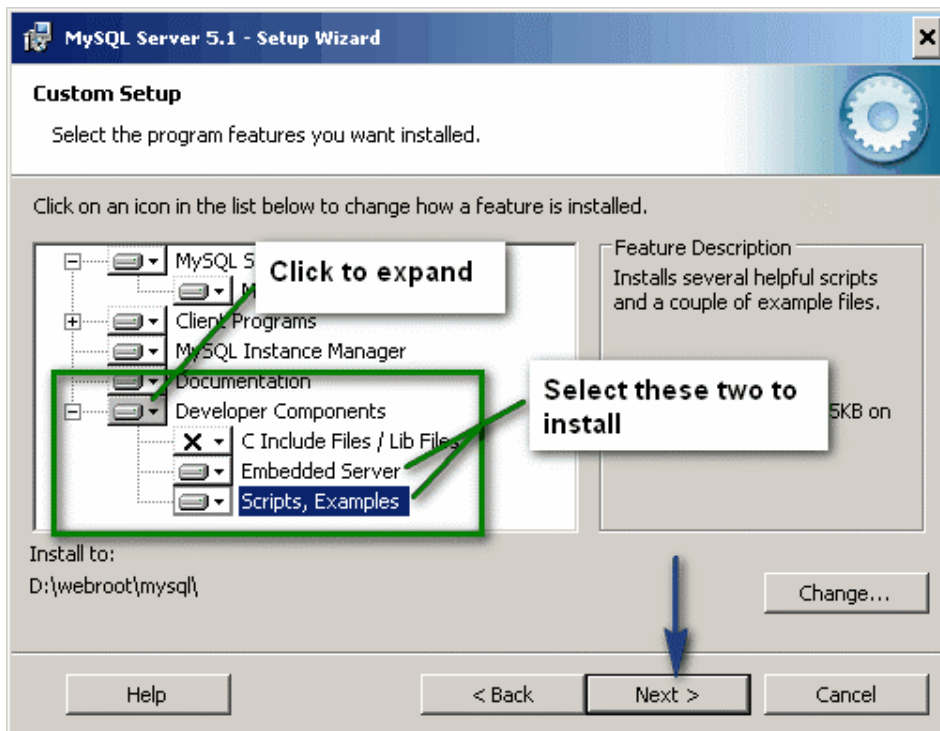 MySQL Server 5.1 - Setup Wizard
Custom Setup
Select the program features you want installed.
Click on an icon in the list below to change how a feature is installed.
MySQL S
Click to expand
M
Client Programs
MySQL Instance Manager
Documentation
Developer Components
C Include Files / Lib Files
Embedded Server
Scripts, Examples
Feature Description
Installs several helpful scripts
and a couple of example files.
Select these two to
install
5KB on
Install to:
D:\webroot\mysql\
Change...
Help
< Back
Next >
Cancel